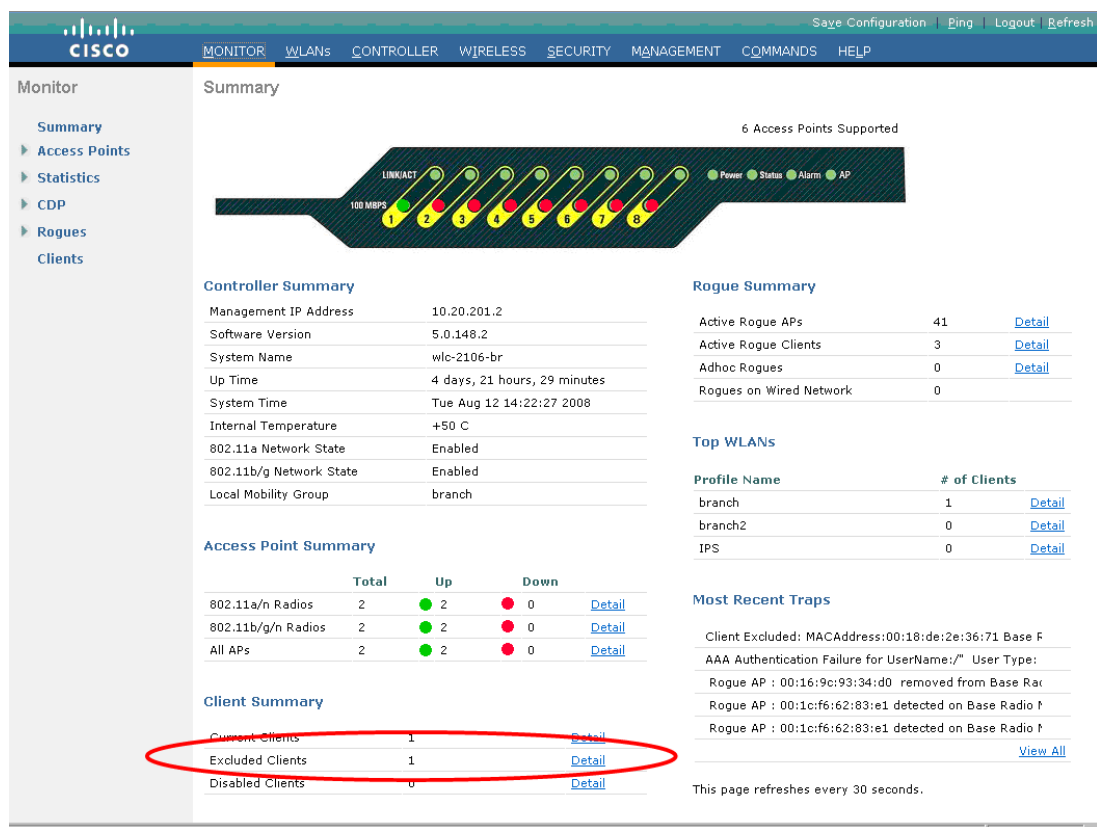 Save Configuration | Ping | Logout | Refresh
CISCO
MONITOR WLANs CONTROLLER WIRELESS SECURITY MANAGEMENT COMMANDS HELP
Monitor
Summary
Access Points
Statistics
CDP
Rogues
Clients
Summary
6 Access Points Supported
LINK/ACT
Power Status Alarm AP
100 MBPS
1 2 3 4 5 6 7 8
Controller Summary
Management IP Address 10.20.201.2
Software Version 5.0.148.2
System Name wlc-2106-br
Up Time 4 days, 21 hours, 29 minutes
System Time Tue Aug 12 14:22:27 2008
Internal Temperature +50 C
802.11a Network State Enabled
802.11b/g Network State Enabled
Local Mobility Group branch
Access Point Summary
Total Up Down
802.11a/n Radios 2 2 0 Detail
802.11b/g/n Radios 2 2 0 Detail
All APs 2 2 0 Detail
Client Summary
Current Clients 1 Detail
Excluded Clients 1 Detail
Disabled Clients 0 Detail
Rogue Summary
Active Rogue APs 41 Detail
Active Rogue Clients 3 Detail
Adhoc Rogues 0 Detail
Rogues on Wired Network 0
Top WLANs
Profile Name # of Clients
branch 1 Detail
branch2 0 Detail
IPS 0 Detail
Most Recent Traps
Client Excluded: MACAddress:00:18:de:2e:36:71 Base
AAA Authentication Failure for UserName:/" User Type:
Rogue AP : 00:16:9c:93:34:d0 removed from Base
Rogue AP : 00:1c:f6:62:83:e1 detected on Base Radio
Rogue AP : 00:1c:f6:62:83:e1 detected on Base Radio
View All
This page refreshes every 30 seconds.